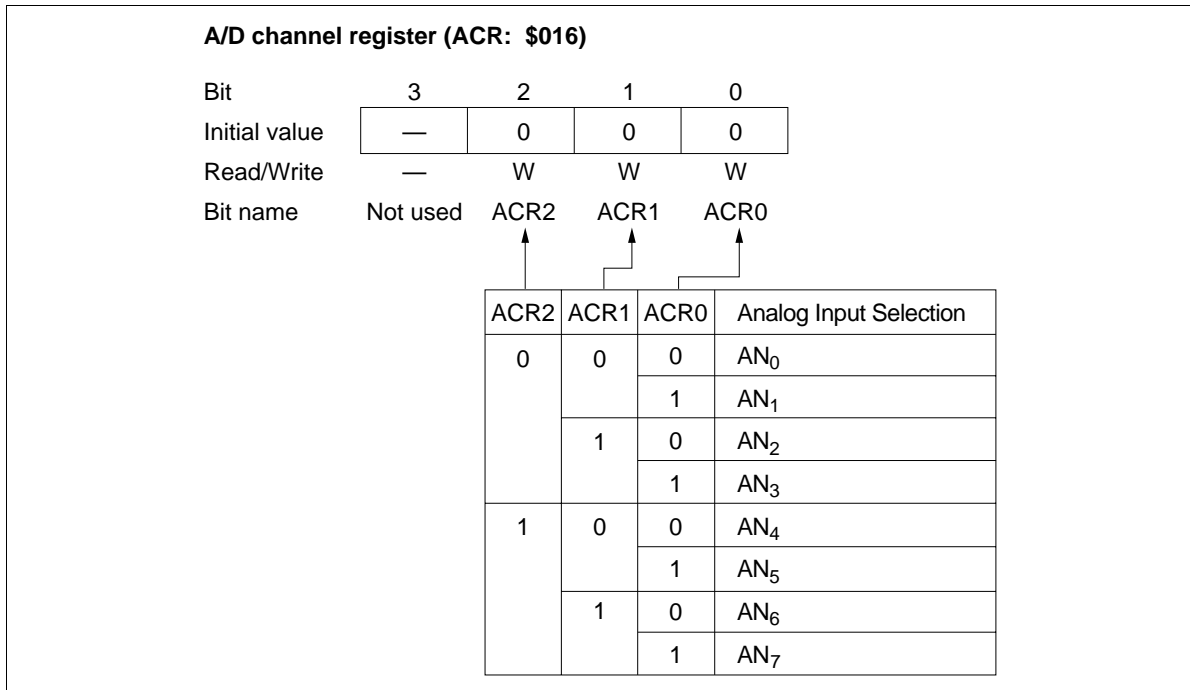 A/D channel register (ACR: $016)
Bit 3 2 1 0
Initial value — 0 0 0
Read/Write — W W W
Bit name Not used ACR2 ACR1 ACR0
ACR2 ACR1 ACR0 Analog Input Selection
0 0 0 AN₀
1 AN₁
1 0 AN₂
1 AN₃
1 0 0 AN₄
1 AN₅
1 0 AN₆
1 AN₇